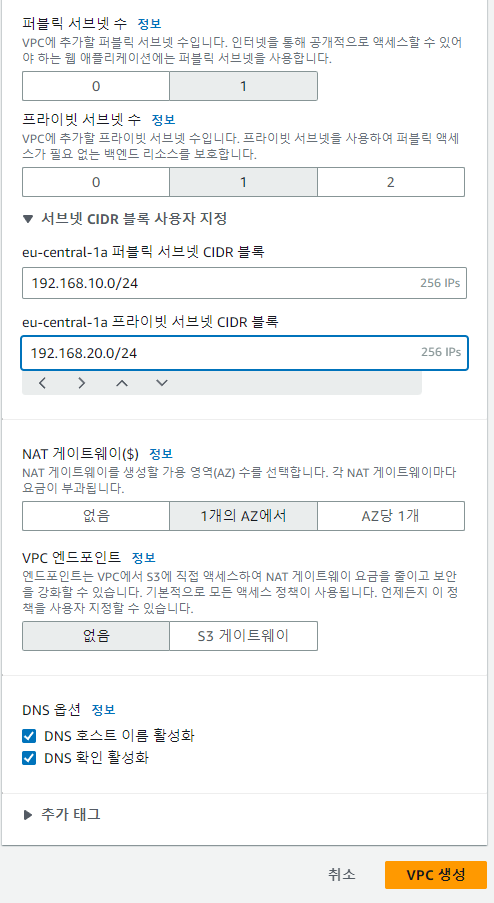 퍼블릭 서브넷 수 정보
VPC에 추가할 퍼블릭 서브넷 수입니다. 인터넷을 통해 공개적으로 액세스할 수 있어
야 하는 웹 애플리케이션에는 퍼블릭 서브넷을 사용합니다.
0 1
프라이빗 서브넷 수 정보
VPC에 추가할 프라이빗 서브넷 수입니다. 프라이빗 서브넷을 사용하여 퍼블릭 액세
스가 필요 없는 백엔드 리소스를 보호합니다.
0 1 2
▼ 서브넷 CIDR 블록 사용자 지정
eu-central-1a 퍼블릭 서브넷 CIDR 블록
192.168.10.0/24 256 IPs
eu-central-1a 프라이빗 서브넷 CIDR 블록
192.168.20.0/24 256 IPs
NAT 게이트웨이($) 정보
NAT 게이트웨이를 생성할 가용 영역(AZ) 수를 선택합니다. 각 NAT 게이트웨이마다
요금이 부과됩니다.
없음 1개의 AZ에서 AZ당 1개
VPC 엔드포인트 정보
엔드포인트는 VPC에서 S3에 직접 액세스하여 NAT 게이트웨이 요금을 줄이고 보안
을 강화할 수 있습니다. 기본적으로 모든 액세스 정책이 사용됩니다. 언제든지 이 정
책을 사용자 지정할 수 있습니다.
없음 S3 게이트웨이
DNS 옵션 정보
DNS 호스트 이름 활성화
DNS 확인 활성화
▶ 추가 태그
취소 VPC 생성